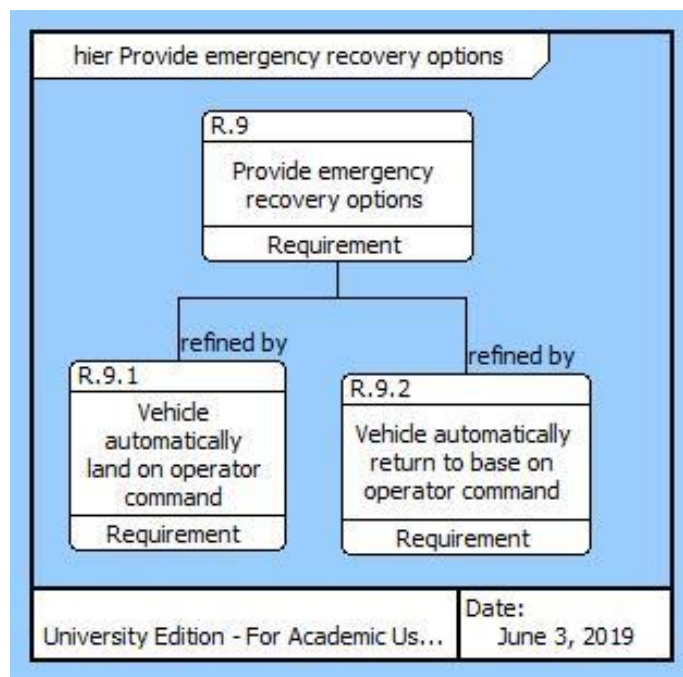 hier Provide emergency recovery options
R.9
Provide emergency
recovery options
Requirement
refined by
refined by
R.9.1
Vehicle
automatically
land on operator
command
Requirement
R.9.2
Vehicle automatically
return to base on
operator command
Requirement
University Edition - For Academic Us...
Date:
June 3, 2019